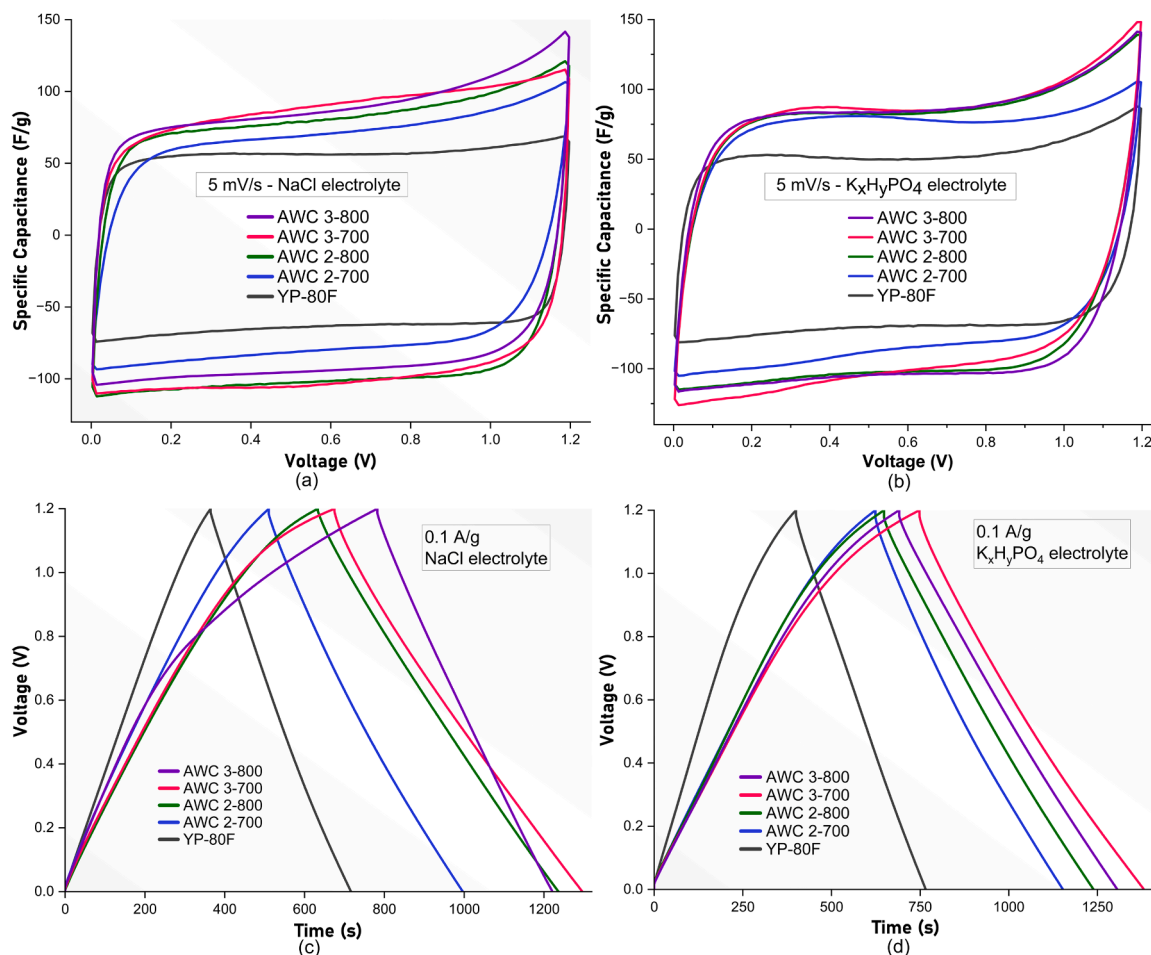 150
100
50
0
−50
−100
Specific Capacitance (F/g)
5 mV/s - NaCl electrolyte
AWC 3-800
AWC 3-700
AWC 2-800
AWC 2-700
YP-80F
0.0 0.2 0.4 0.6 0.8 1.0 1.2
Voltage (V)
(a)
150
100
50
0
−50
−100
Specific Capacitance (F/g)
5 mV/s - KxHyPO4 electrolyte
AWC 3-800
AWC 3-700
AWC 2-800
AWC 2-700
YP-80F
0.0 0.2 0.4 0.6 0.8 1.0 1.2
Voltage (V)
(b)
1.2
1.0
0.8
0.6
0.4
0.2
0.0
Voltage (V)
0.1 A/g
NaCl electrolyte
AWC 3-800
AWC 3-700
AWC 2-800
AWC 2-700
YP-80F
0 200 400 600 800 1000 1200
Time (s)
(c)
1.2
1.0
0.8
0.6
0.4
0.2
0.0
Voltage (V)
0.1 A/g
KxHyPO4 electrolyte
AWC 3-800
AWC 3-700
AWC 2-800
AWC 2-700
YP-80F
0 250 500 750 1000 1250
Time (s)
(d)